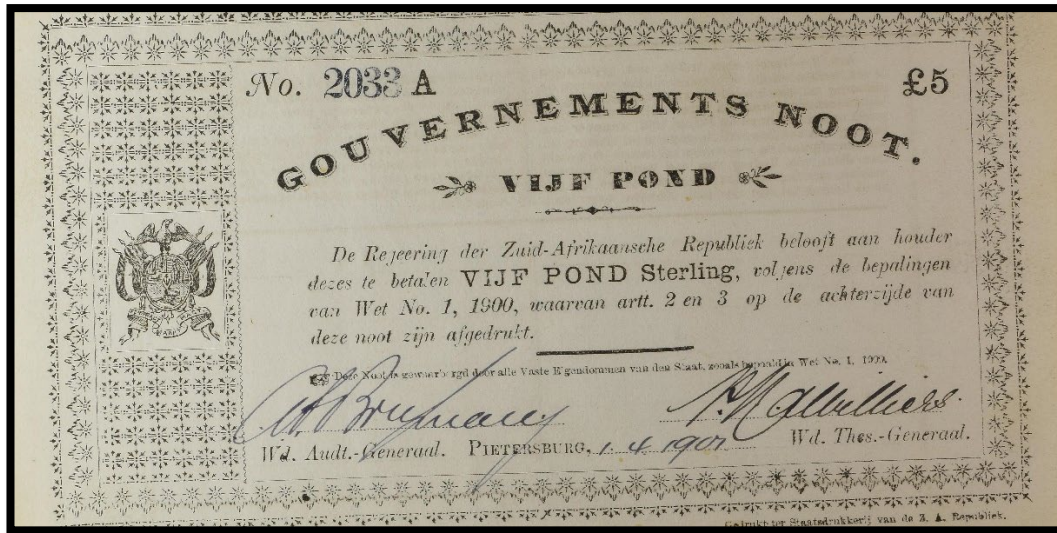 No. 2033 A £5
GOUVERNEMENTS NOOT.
VIJF POND
De Regeering der Zuid-Afrikaansche Republiek belooft aan houder
dezes te betalen VIJF POND Sterling, volgens de bepalingen
van Wet No. 1, 1900, waarvan artt. 2 en 3 op de achterzijde van
deze noot zijn afgedrukt.
Deze Noot is gewaarborgd door alle Vaste Eigendommen van den Staat, zooals bepaald in Wet No. 1, 1900.
Wd. Audt.-Generaal. PIETERSBURG, 1. 4. 1901 Wd. Thes.-Generaal.
Gedrukt ter Staatsdrukkerij van de Z. A. Republiek.